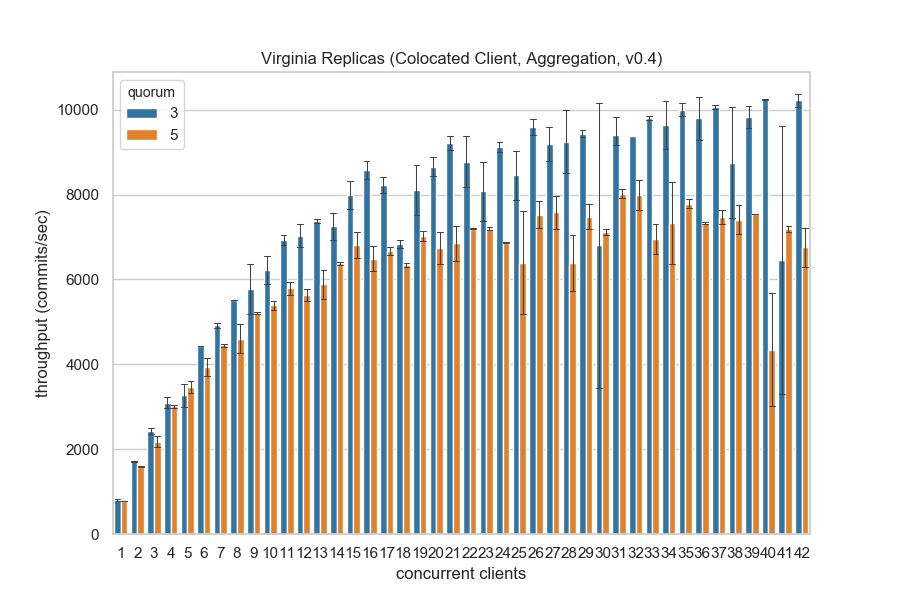 Virginia Replicas (Colocated Client, Aggregation, v0.4)
quorum
3
5
throughput (commits/sec)
10000
8000
6000
4000
2000
0
1 2 3 4 5 6 7 8 9 10 11 12 13 14 15 16 17 18 19 20 21 22 23 24 25 26 27 28 29 30 31 32 33 34 35 36 37 38 39 40 41 42
concurrent clients